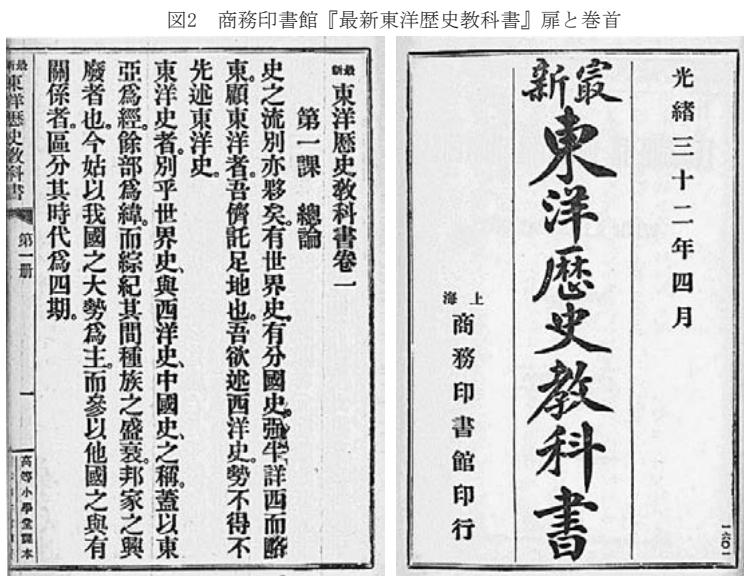 図2 商務印書館『最新東洋歴史教科書』扉と巻首
光緒三十二年四月
㝡新東洋歷史教科書
上海商務印書館印行
最新東洋歷史教科書卷一
第一課 總論
史之流別亦夥矣。有世界史。有分國史。强半詳西而略
東。顧東洋者。吾儕託足地也。吾欲述西洋史。勢不得不
先述東洋史。
東洋史者。別乎世界史、與西洋史、中國史、之稱。蓋以東
亞爲經。餘部爲緯。而綜紀其間種族之盛衰。邦家之興
廢者也。今姑以我國之大勢爲主。而參以他國之與有
關係者。區分其時代爲四期。
最新東洋歷史教科書 第一册 一 高等小學堂課本